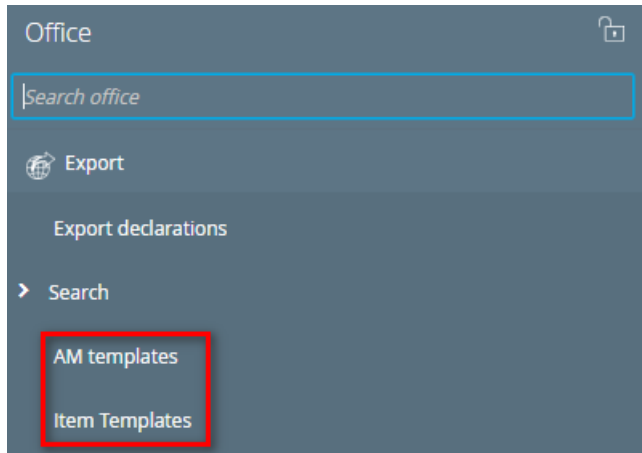 Office
Search office
Export
Export declarations
Search
AM templates
Item Templates